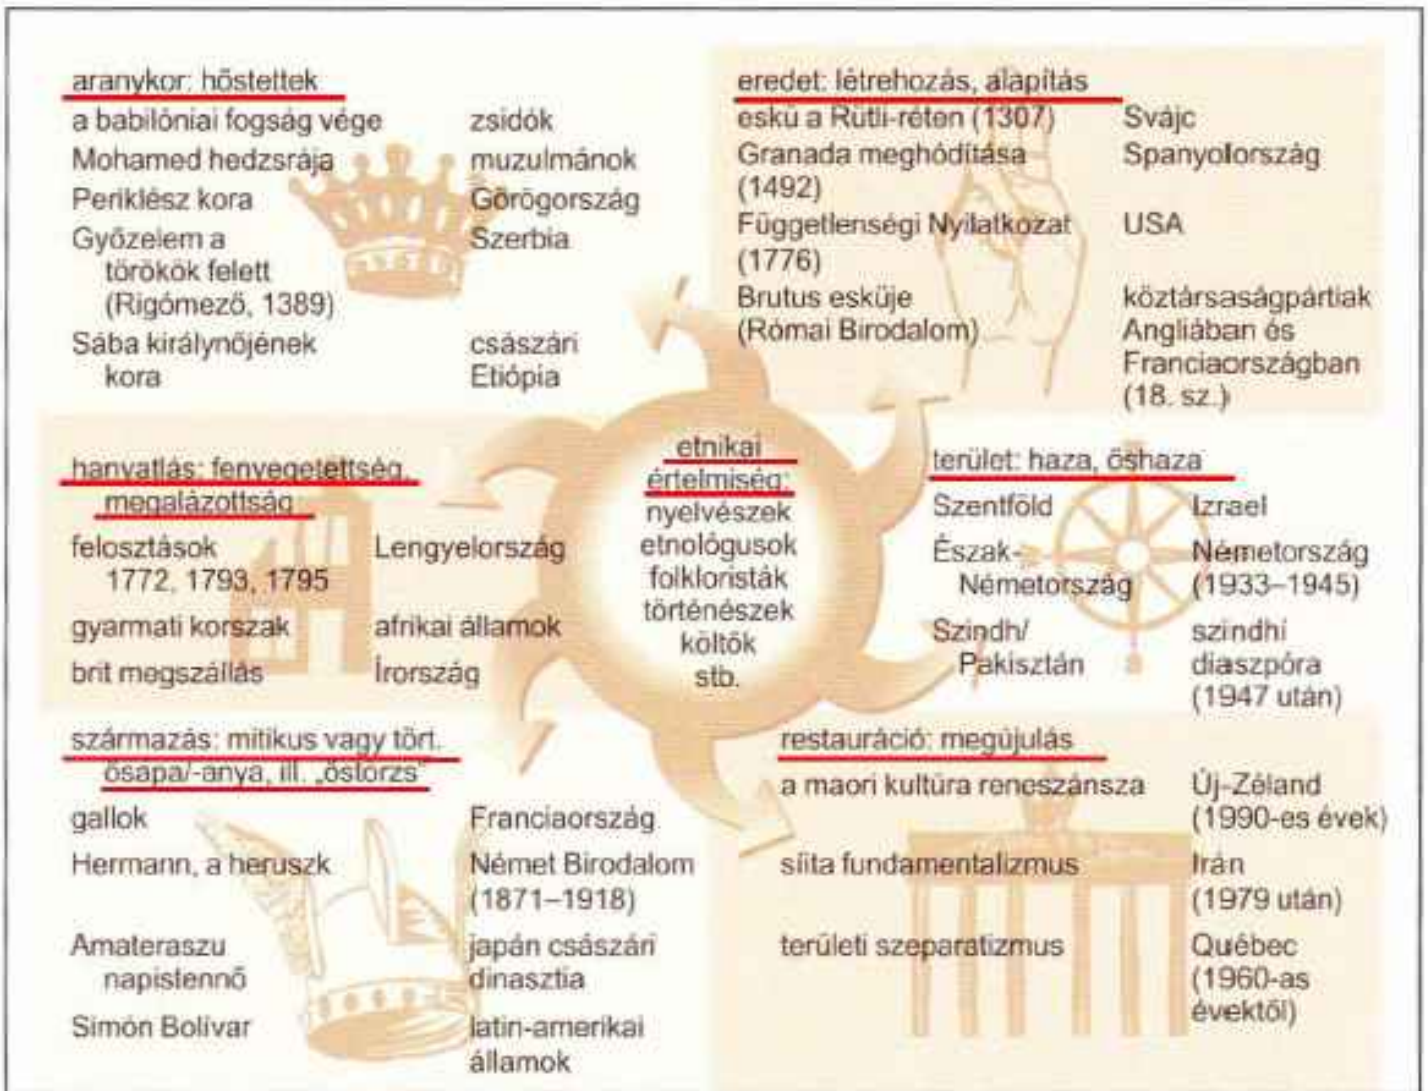 aranykor: hőstettek
a babilóniai fogság vége zsidók
Mohamed hedzsrája muzulmánok
Periklész kora Görögország
Győzelem a Szerbia
törökök felett
(Rigómező, 1389)
Sába királynőjének császári
kora Etiópia
eredet: létrehozás, alapítás
eskü a Rütli-réten (1307) Svájc
Granada meghódítása Spanyolország
(1492)
Függetlenségi Nyilatkozat USA
(1776)
Brutus esküje köztársaságpártiak
(Római Birodalom) Angliában és
Franciaországban
(18. sz.)
hanyatlás: fenyegetettség,
megalázottság
felosztások Lengyelország
1772, 1793, 1795
gyarmati korszak afrikai államok
brit megszállás Írország
etnikai
értelmiség:
nyelvészek
etnológusok
folkloristák
történészek
költők
stb.
terület: haza, őshaza
Szentföld Izrael
Észak- Németország
Németország (1933–1945)
Szindh/ szindhi
Pakisztán diaszpóra
(1947 után)
származás: mitikus vagy tört.
ősapa/-anya, ill. „őstörzs”
gallok Franciaország
Hermann, a heruszk Német Birodalom
(1871–1918)
Amateraszu japán császári
napistennő dinasztia
Simón Bolívar latin-amerikai
államok
restauráció: megújulás
a maori kultúra reneszánsza Új-Zéland
(1990-es évek)
síita fundamentalizmus Irán
(1979 után)
területi szeparatizmus Québec
(1960-as
évektől)